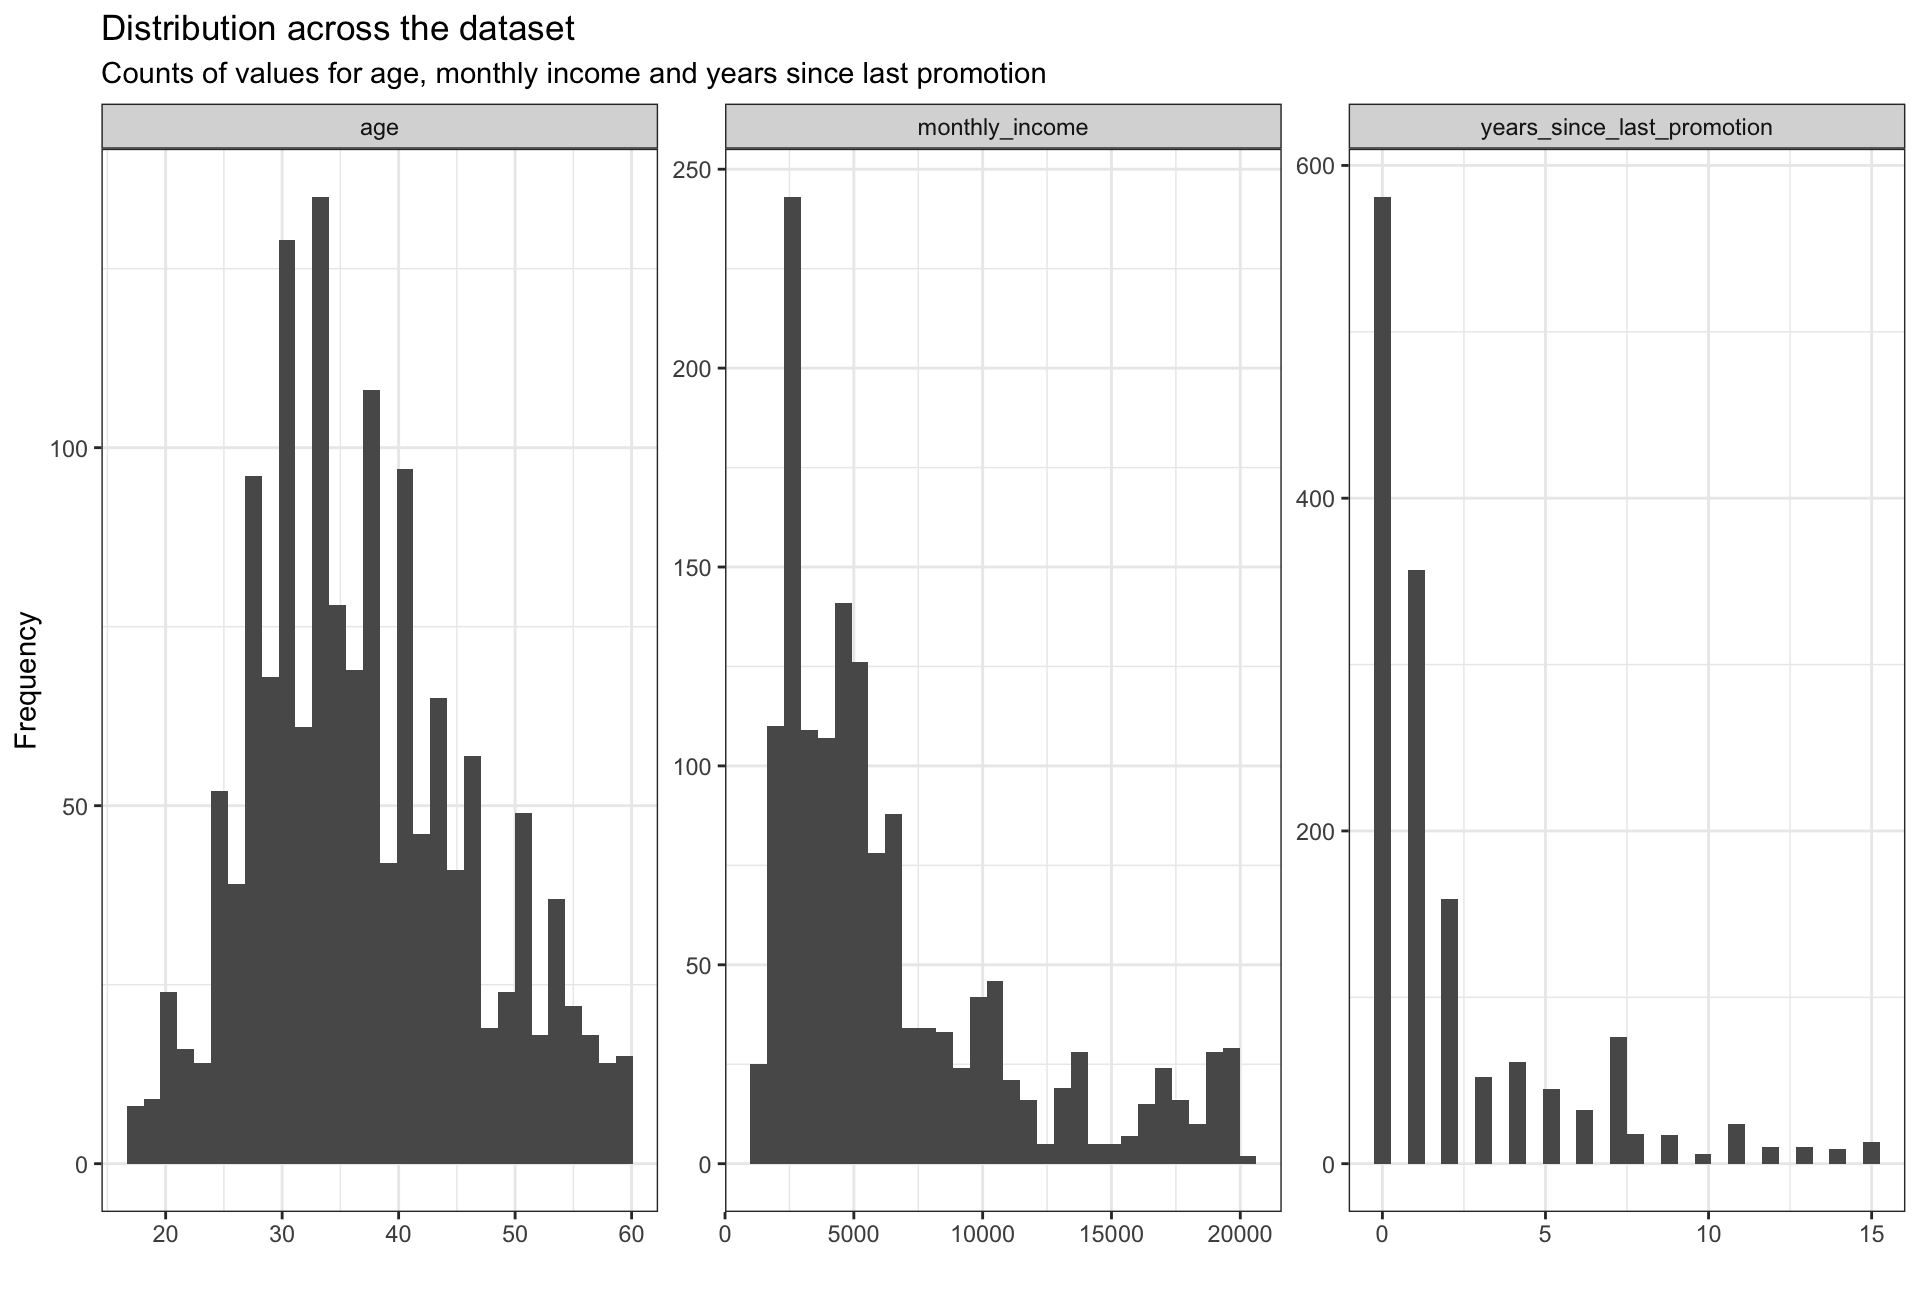 Distribution across the dataset
Counts of values for age, monthly income and years since last promotion
age
monthly_income
years_since_last_promotion
Frequency
100
50
0
20 30 40 50 60
250
200
150
100
50
0
0 5000 10000 15000 20000
600
400
200
0
0 5 10 15